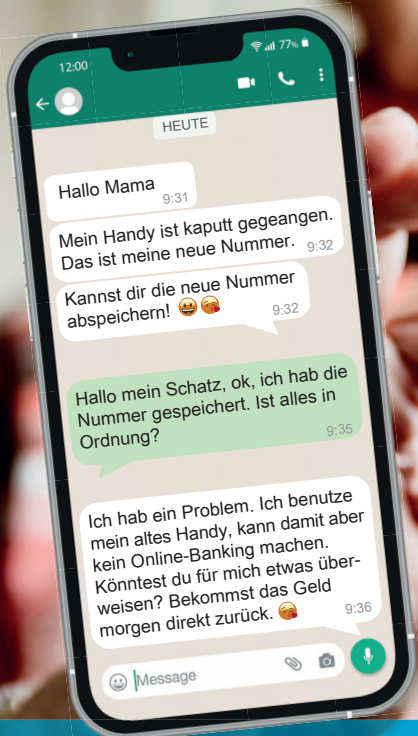 12:00
77%
HEUTE
Hallo Mama
9:31
Mein Handy ist kaputt gegeangen.
Das ist meine neue Nummer. 9:32
Kannst dir die neue Nummer
abspeichern! 😃😘
9:32
Hallo mein Schatz, ok, ich hab die
Nummer gespeichert. Ist alles in
Ordnung?
9:35
Ich hab ein Problem. Ich benutze
mein altes Handy, kann damit aber
kein Online-Banking machen.
Könntest du für mich etwas über-
weisen? Bekommst das Geld
morgen direkt zurück. 😘
9:36
Message